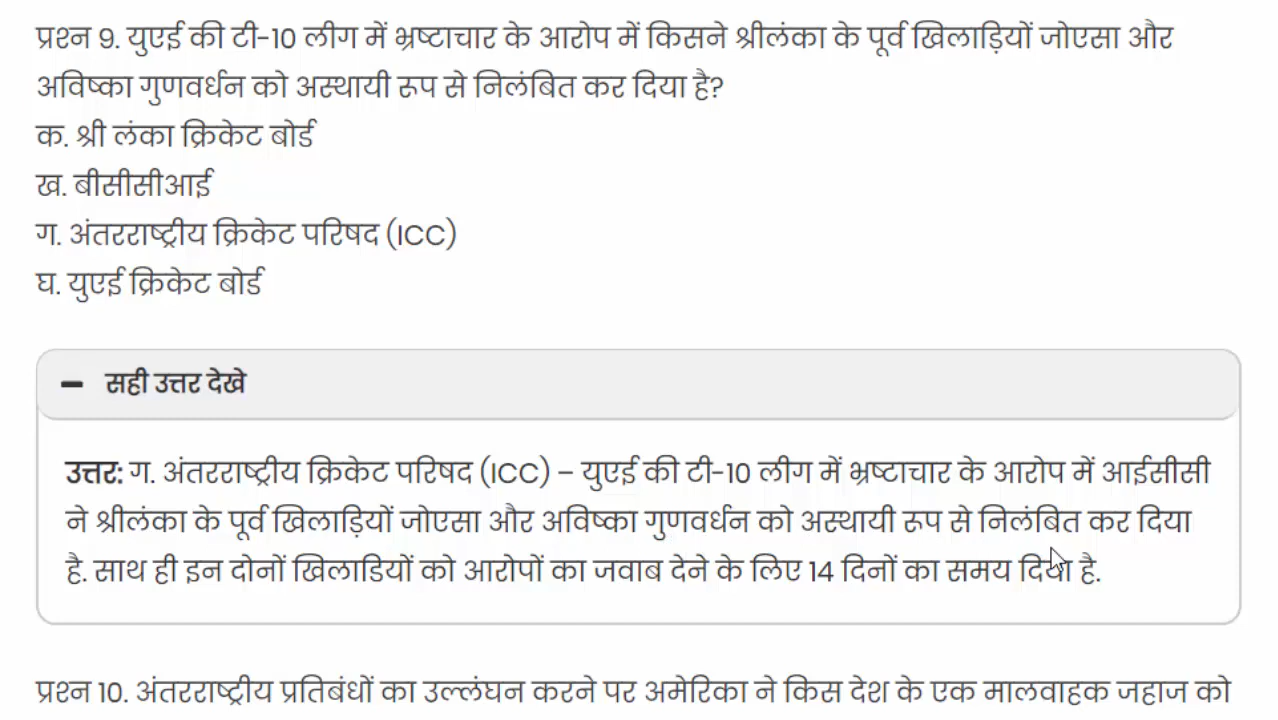 प्रश्न 9. युएई की टी-10 लीग में भ्रष्टाचार के आरोप में किसने श्रीलंका के पूर्व खिलाड़ियों जोएसा और
अविष्का गुणवर्धन को अस्थायी रूप से निलंबित कर दिया है?
क. श्री लंका क्रिकेट बोर्ड
ख. बीसीसीआई
ग. अंतरराष्ट्रीय क्रिकेट परिषद (ICC)
घ. युएई क्रिकेट बोर्ड
सही उत्तर देखे
उत्तर: ग. अंतरराष्ट्रीय क्रिकेट परिषद (ICC) – युएई की टी-10 लीग में भ्रष्टाचार के आरोप में आईसीसी
ने श्रीलंका के पूर्व खिलाड़ियों जोएसा और अविष्का गुणवर्धन को अस्थायी रूप से निलंबित कर दिया
है. साथ ही इन दोनों खिलाडियों को आरोपों का जवाब देने के लिए 14 दिनों का समय दिया है.
प्रश्न 10. अंतरराष्ट्रीय प्रतिबंधों का उल्लंघन करने पर अमेरिका ने किस देश के एक मालवाहक जहाज को